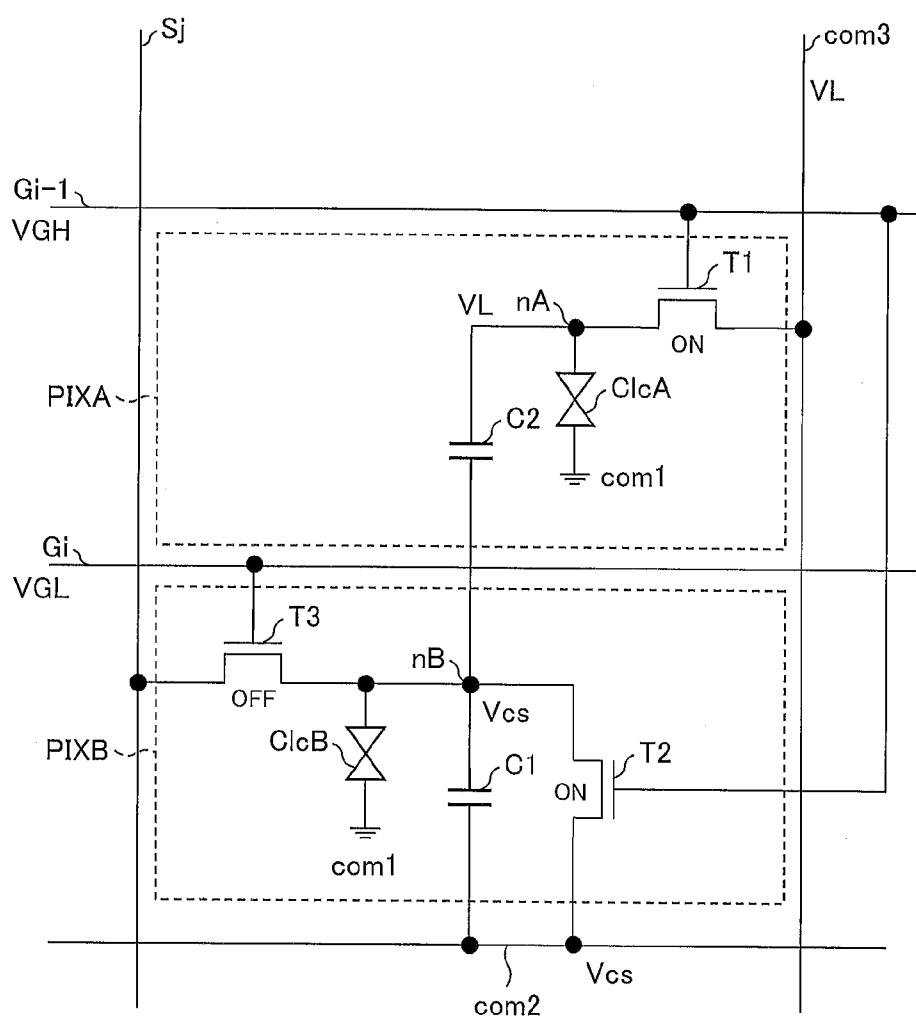 Sj
com3
VL
Gi-1
VGH
T1
VL
nA
ON
PIXA
ClcA
C2
com1
Gi
VGL
T3
nB
OFF
Vcs
T2
PIXB
ClcB
C1
ON
com1
Vcs
com2